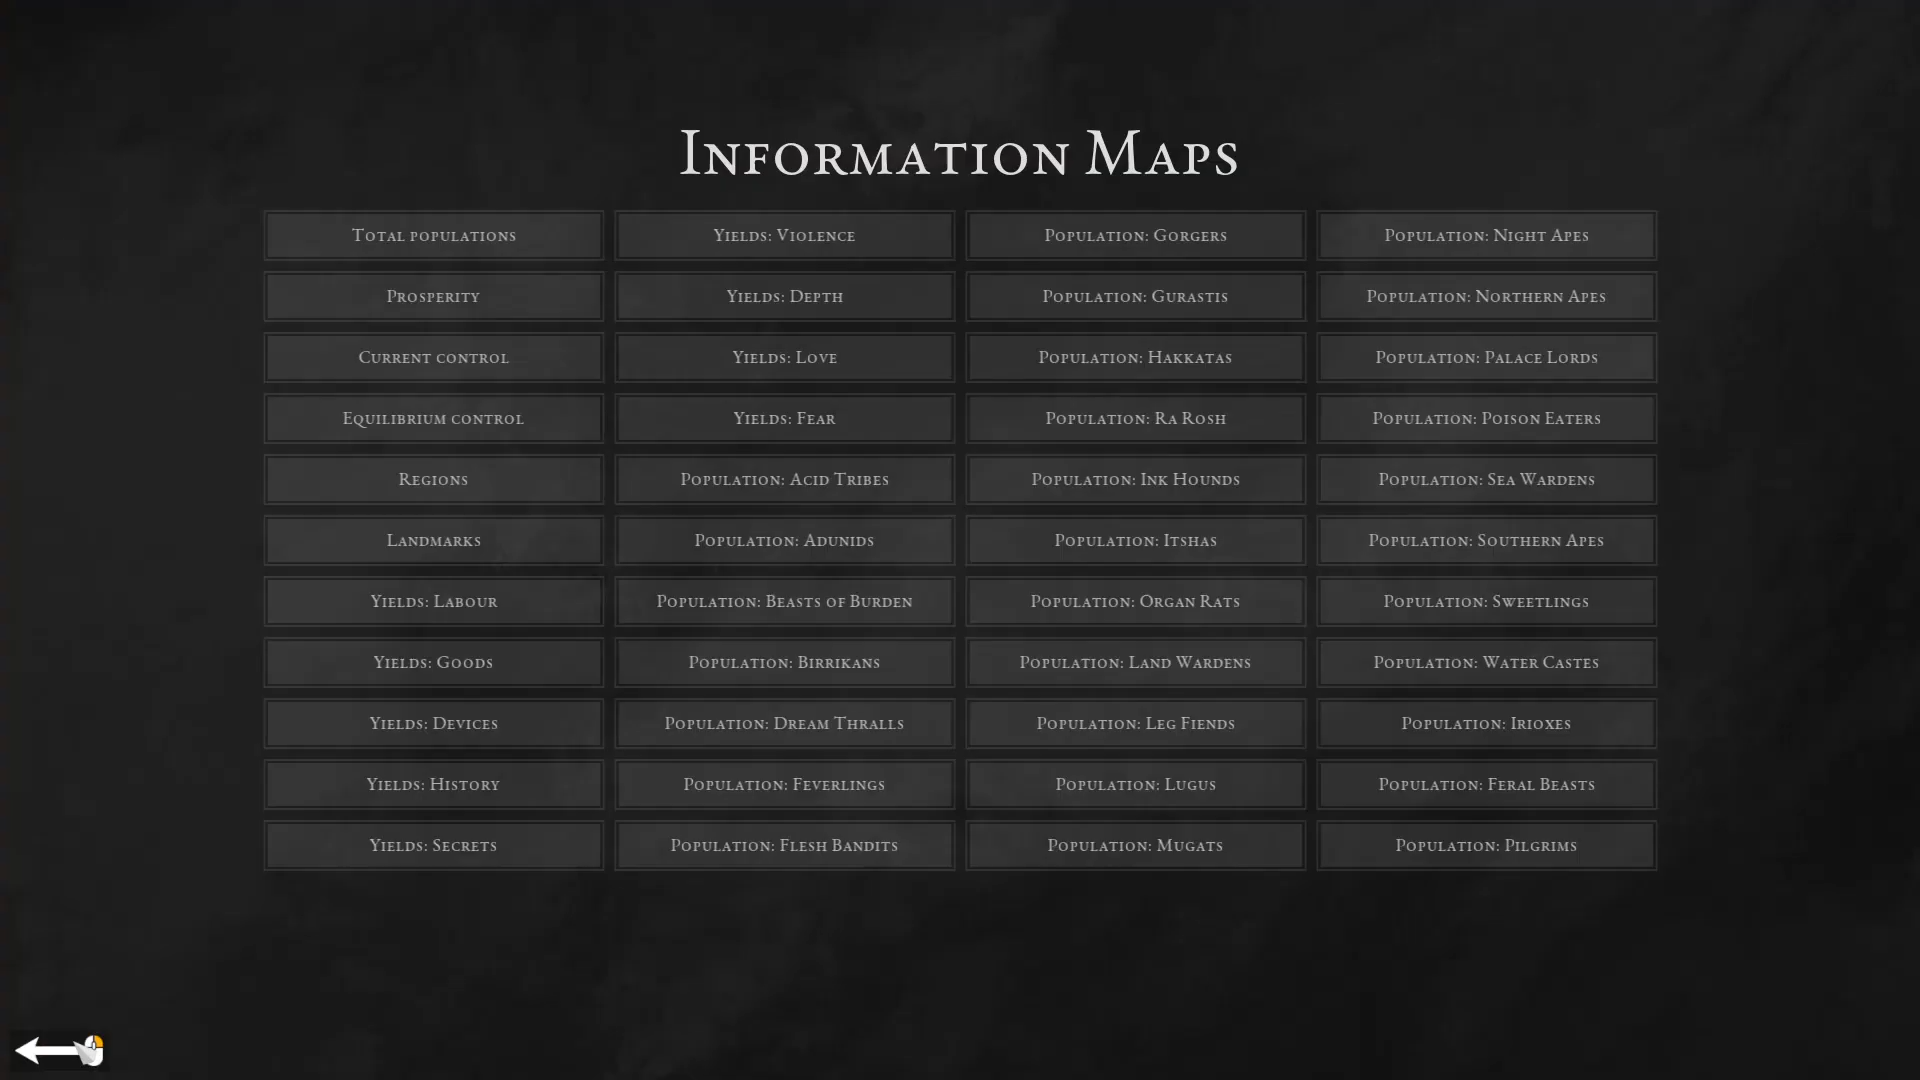 Information Maps
Total populations
Yields: Violence
Population: Gorgers
Population: Night Apes
Prosperity
Yields: Depth
Population: Gurastis
Population: Northern Apes
Current control
Yields: Love
Population: Hakkatas
Population: Palace Lords
Equilibrium control
Yields: Fear
Population: Ra Rosh
Population: Poison Eaters
Regions
Population: Acid Tribes
Population: Ink Hounds
Population: Sea Wardens
Landmarks
Population: Adunids
Population: Itshas
Population: Southern Apes
Yields: Labour
Population: Beasts of Burden
Population: Organ Rats
Population: Sweetlings
Yields: Goods
Population: Birrikans
Population: Land Wardens
Population: Water Castes
Yields: Devices
Population: Dream Thralls
Population: Leg Fiends
Population: Irioxes
Yields: History
Population: Feverlings
Population: Lugus
Population: Feral Beasts
Yields: Secrets
Population: Flesh Bandits
Population: Mugats
Population: Pilgrims